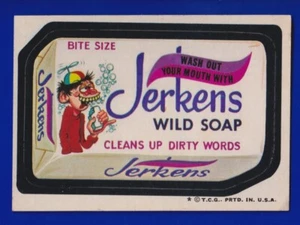 BITE SIZE
WASH OUT
YOUR MOUTH WITH
Jerkens
WILD SOAP
CLEANS UP DIRTY WORDS
Jerkens
Jerkens
* © T.C.G. PRTD. IN U.S.A.